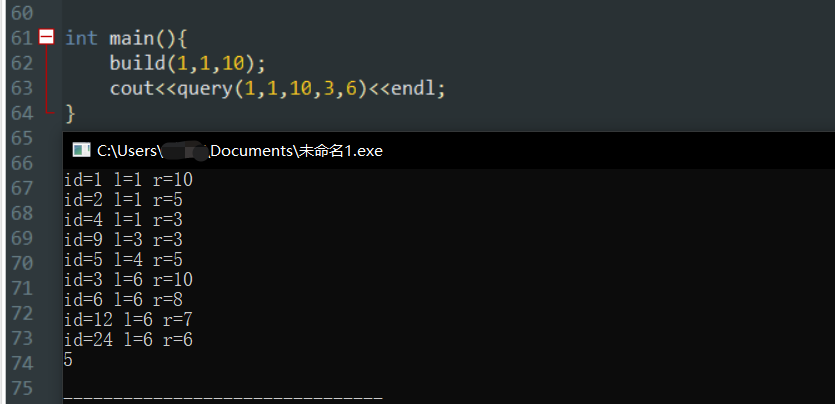 60
61 int main(){
62 build(1,1,10);
63 cout<<query(1,1,10,3,6)<<endl;
64 }
65
C:\Users\ \Documents\未命名1.exe
66
67
68
69
70
71
72
73
74
75
id=1 l=1 r=10
id=2 l=1 r=5
id=4 l=1 r=3
id=9 l=3 r=3
id=5 l=4 r=5
id=3 l=6 r=10
id=6 l=6 r=8
id=12 l=6 r=7
id=24 l=6 r=6
5
--------------------------------